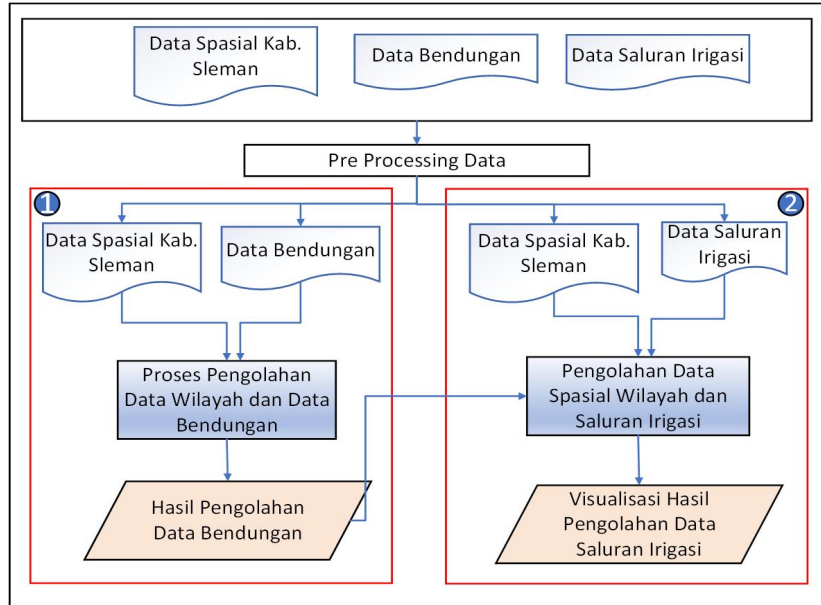 Data Spasial Kab.
Sleman
Data Bendungan
Data Saluran Irigasi
Pre Processing Data
1
Data Spasial Kab.
Sleman
Data Bendungan
Proses Pengolahan
Data Wilayah dan Data
Bendungan
Hasil Pengolahan
Data Bendungan
2
Data Spasial Kab.
Sleman
Data Saluran
Irigasi
Pengolahan Data
Spasial Wilayah dan
Saluran Irigasi
Visualisasi Hasil
Pengolahan Data
Saluran Irigasi